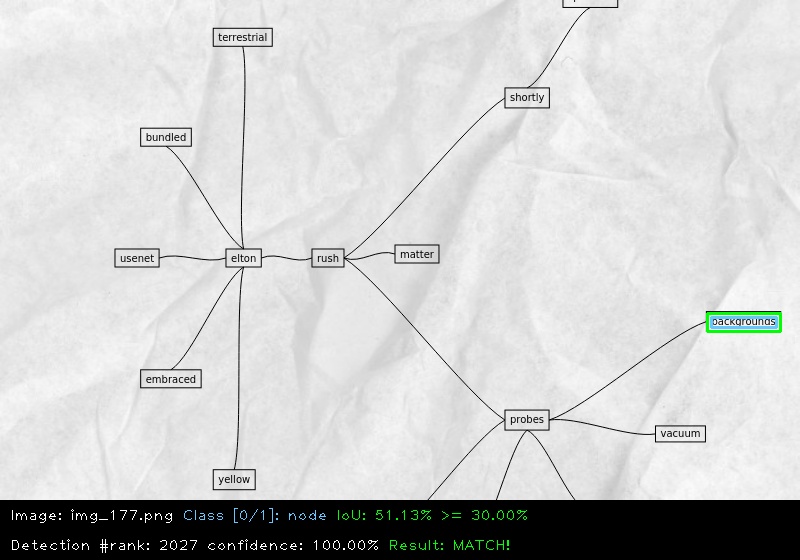 terrestrial
shortly
bundled
usenet
elton
rush
matter
backgrounds
embraced
probes
vacuum
yellow
Image: img_177.png Class [0/1]: node IoU: 51.13% >= 30.00%
Detection #rank: 2027 confidence: 100.00% Result: MATCH!